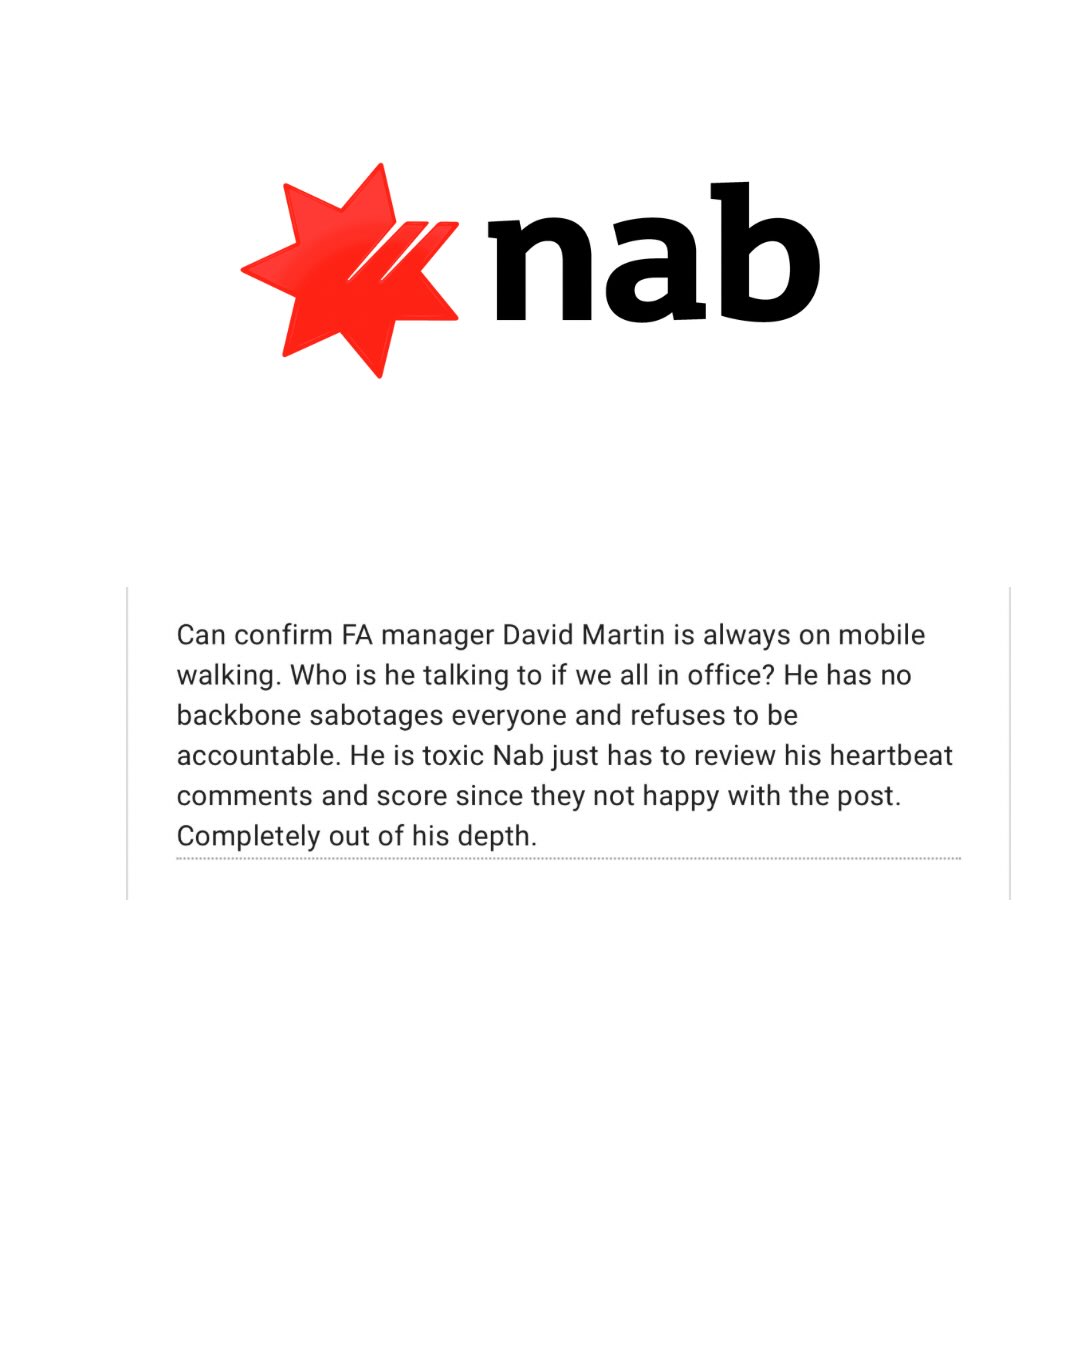 nab
Can confirm FA manager David Martin is always on mobile
walking. Who is he talking to if we all in office? He has no
backbone sabotages everyone and refuses to be
accountable. He is toxic Nab just has to review his heartbeat
comments and score since they not happy with the post.
Completely out of his depth.